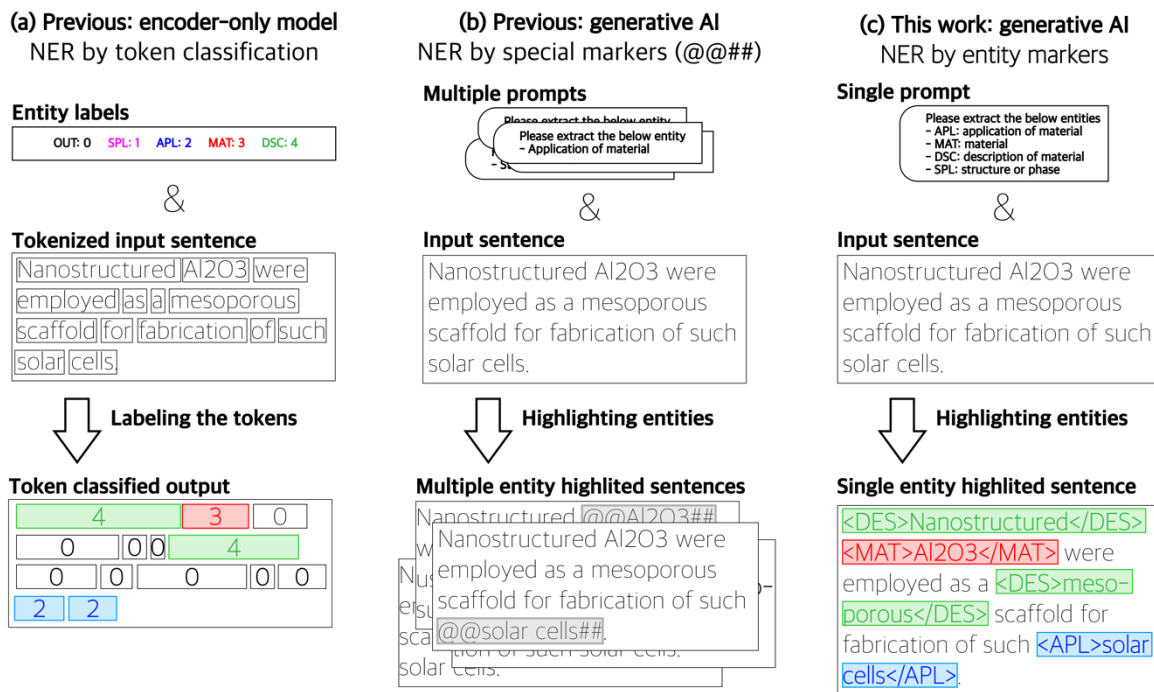 (a) Previous: encoder-only model
NER by token classification
Entity labels
OUT: 0 SPL: 1 APL: 2 MAT: 3 DSC: 4
&
Tokenized input sentence
Nanostructured Al2O3 were
employed as a mesoporous
scaffold for fabrication of such
solar cells.
Labeling the tokens
Token classified output
4 3 0
0 0 0 4
0 0 0 0 0
2 2
(b) Previous: generative AI
NER by special markers (@@##)
Multiple prompts
Please extract the below entity
Please extract the below entity
- Application of material
&
Input sentence
Nanostructured Al2O3 were
employed as a mesoporous
scaffold for fabrication of such
solar cells.
Highlighting entities
Multiple entity highlited sentences
Nanostructured @@Al2O3##
Nanostructured Al2O3 were
employed as a mesoporous
scaffold for fabrication of such
@@solar cells##.
solar cells.
(c) This work: generative AI
NER by entity markers
Single prompt
Please extract the below entities
- APL: application of material
- MAT: material
- DSC: description of material
- SPL: structure or phase
&
Input sentence
Nanostructured Al2O3 were
employed as a mesoporous
scaffold for fabrication of such
solar cells.
Highlighting entities
Single entity highlited sentence
<DES>Nanostructured</DES>
<MAT>Al2O3</MAT> were
employed as a <DES>meso-
porous</DES> scaffold for
fabrication of such <APL>solar
cells</APL>.